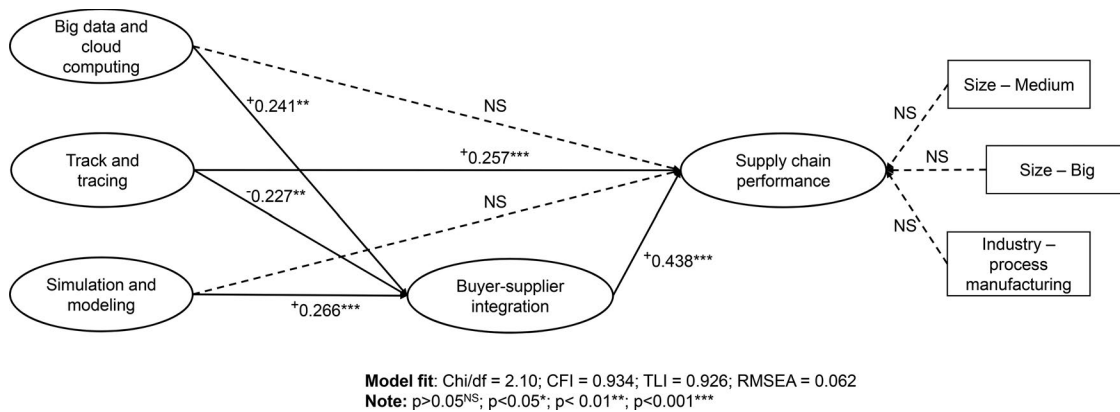 Big data and
cloud
computing
+0.241**
NS
Size – Medium
NS
Track and
tracing
+0.257***
-0.227**
NS
Supply chain
performance
NS
Size – Big
NS
Simulation and
modeling
+0.266***
Buyer-supplier
integration
+0.438***
Industry –
process
manufacturing
Model fit: Chi/df = 2.10; CFI = 0.934; TLI = 0.926; RMSEA = 0.062
Note: p>0.05NS; p<0.05*; p< 0.01**; p<0.001***